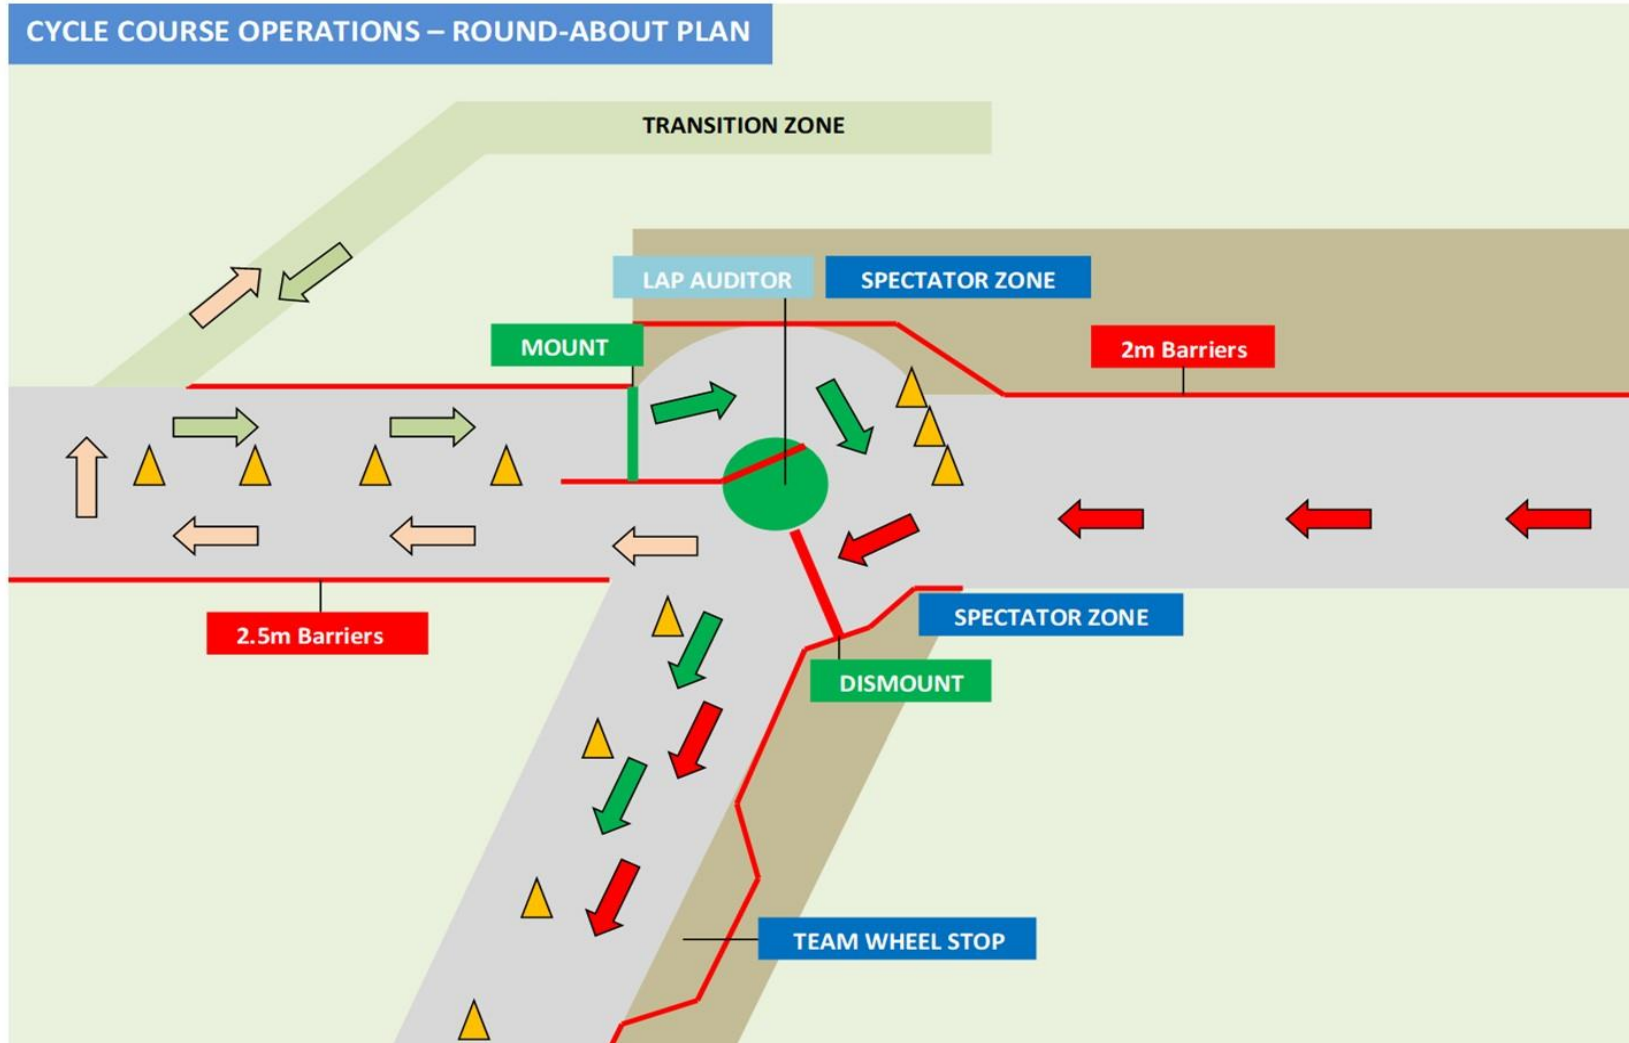 CYCLE COURSE OPERATIONS – ROUND-ABOUT PLAN
TRANSITION ZONE
LAP AUDITOR
SPECTATOR ZONE
MOUNT
2m Barriers
SPECTATOR ZONE
2.5m Barriers
DISMOUNT
TEAM WHEEL STOP